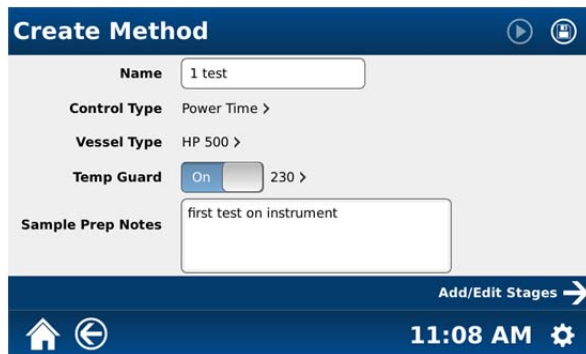 Create Method
Name 1 test
Control Type Power Time >
Vessel Type HP 500 >
Temp Guard On 230 >
Sample Prep Notes first test on instrument
Add/Edit Stages
11:08 AM